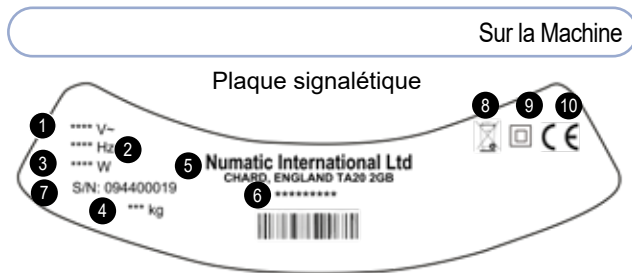 Sur la Machine
Plaque signalétique
8 9 10
1 **** V~
**** Hz 2
3 **** W
5 Numatic International Ltd
CHARD, ENGLAND TA20 2GB
7 S/N: 094400019
6 *********
4 *** kg
CE